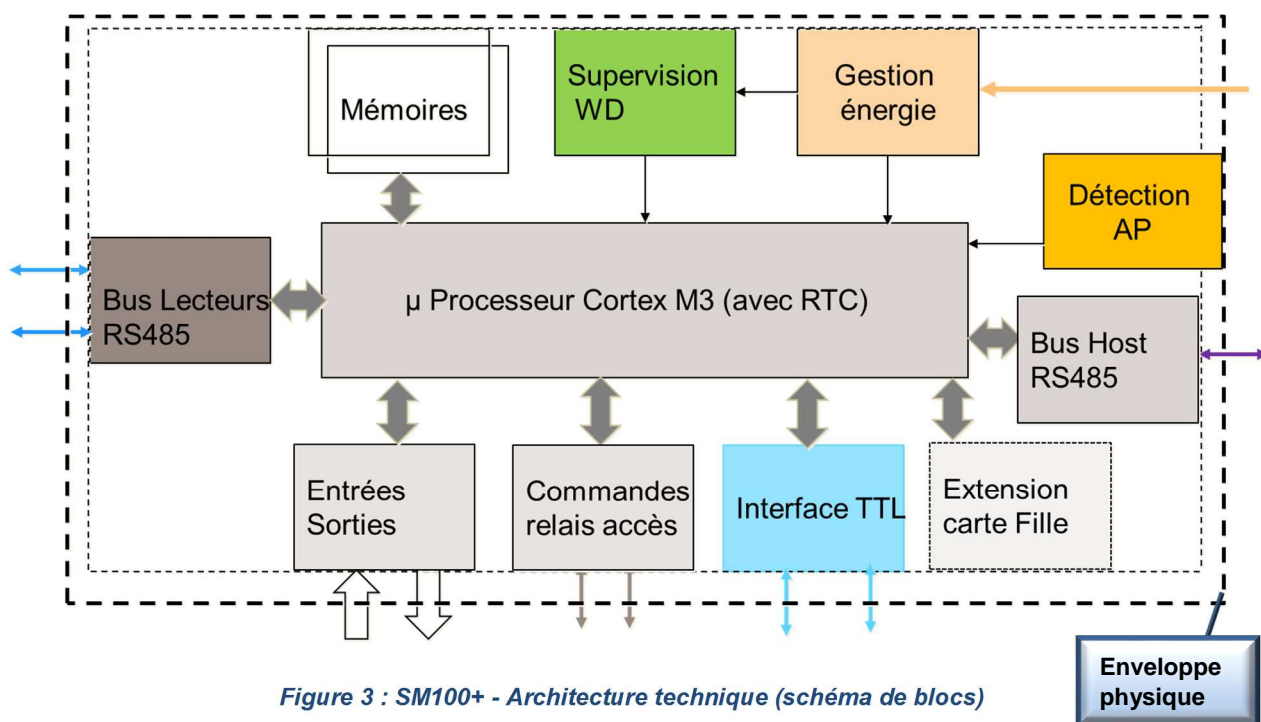 Mémoires
Supervision
WD
Gestion
énergie
Détection
AP
Bus Lecteurs
RS485
µ Processeur Cortex M3 (avec RTC)
Bus Host
RS485
Entrées
Sorties
Commandes
relais accès
Interface TTL
Extension
carte Fille
Enveloppe
physique
Figure 3 : SM100+ - Architecture technique (schéma de blocs)